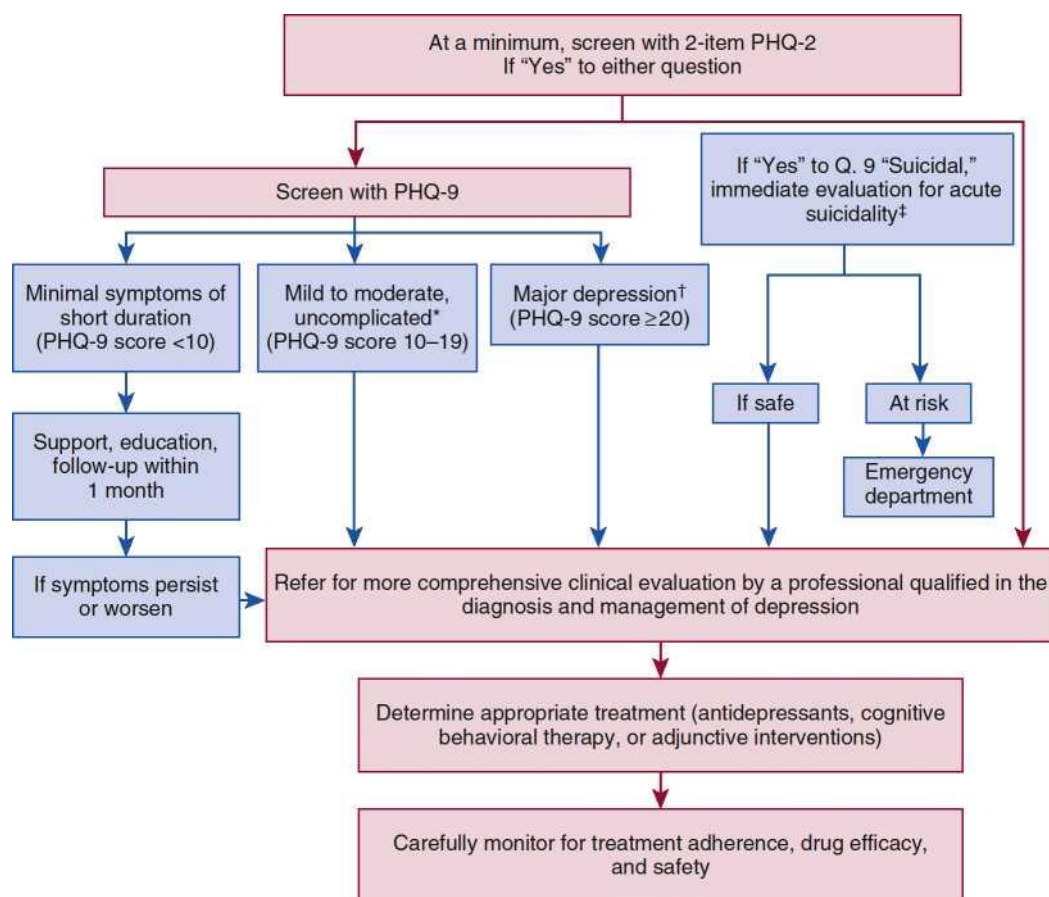 At a minimum, screen with 2-item PHQ-2
If “Yes” to either question
Screen with PHQ-9
If “Yes” to Q. 9 “Suicidal,”
immediate evaluation for acute
suicidality‡
Minimal symptoms of
short duration
(PHQ-9 score <10)
Mild to moderate,
uncomplicated*
(PHQ-9 score 10–19)
Major depression†
(PHQ-9 score ≥20)
If safe
At risk
Support, education,
follow-up within
1 month
Emergency
department
If symptoms persist
or worsen
Refer for more comprehensive clinical evaluation by a professional qualified in the
diagnosis and management of depression
Determine appropriate treatment (antidepressants, cognitive
behavioral therapy, or adjunctive interventions)
Carefully monitor for treatment adherence, drug efficacy,
and safety